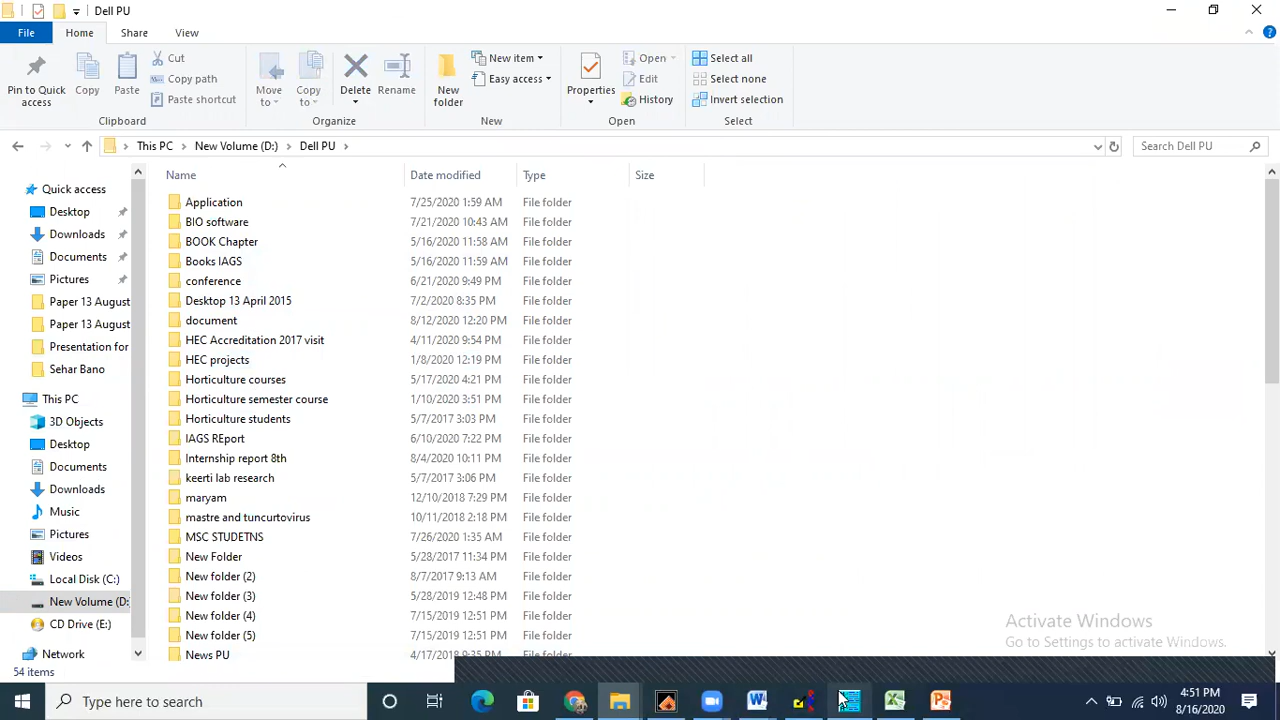 Dell PU
File Home Share View
Pin to Quick access
Copy
Paste
Cut
Copy path
Paste shortcut
Clipboard
Move to
Copy to
Delete
Rename
Organize
New folder
New item
Easy access
New
Properties
Open
Edit
History
Open
Select all
Select none
Invert selection
Select
This PC New Volume (D:) Dell PU
Search Dell PU
Quick access
Desktop
Downloads
Documents
Pictures
Paper 13 August
Paper 13 August
Presentation for
Sehar Bano
This PC
3D Objects
Desktop
Documents
Downloads
Music
Pictures
Videos
Local Disk (C:)
New Volume (D:
CD Drive (E:)
Network
Name Date modified Type Size
Application 7/25/2020 1:59 AM File folder
BIO software 7/21/2020 10:43 AM File folder
BOOK Chapter 5/16/2020 11:58 AM File folder
Books IAGS 5/16/2020 11:59 AM File folder
conference 6/21/2020 9:49 PM File folder
Desktop 13 April 2015 7/2/2020 8:35 PM File folder
document 8/12/2020 12:20 PM File folder
HEC Accreditation 2017 visit 4/11/2020 9:54 PM File folder
HEC projects 1/8/2020 12:19 PM File folder
Horticulture courses 5/17/2020 4:21 PM File folder
Horticulture semester course 1/10/2020 3:51 PM File folder
Horticulture students 5/7/2017 3:03 PM File folder
IAGS REport 6/10/2020 7:22 PM File folder
Internship report 8th 8/4/2020 10:11 PM File folder
keerti lab research 5/7/2017 3:06 PM File folder
maryam 12/10/2018 7:29 PM File folder
mastre and tuncurtovirus 10/11/2018 2:18 PM File folder
MSC STUDETNS 7/26/2020 1:35 AM File folder
New Folder 5/28/2017 11:34 PM File folder
New folder (2) 8/7/2017 9:13 AM File folder
New folder (3) 5/28/2019 12:48 PM File folder
New folder (4) 7/15/2019 12:51 PM File folder
New folder (5) 7/15/2019 12:51 PM File folder
News PU 4/17/2018 9:35 PM File folder
Activate Windows
Go to Settings to activate Windows.
54 items
Type here to search
4:51 PM
8/16/2020